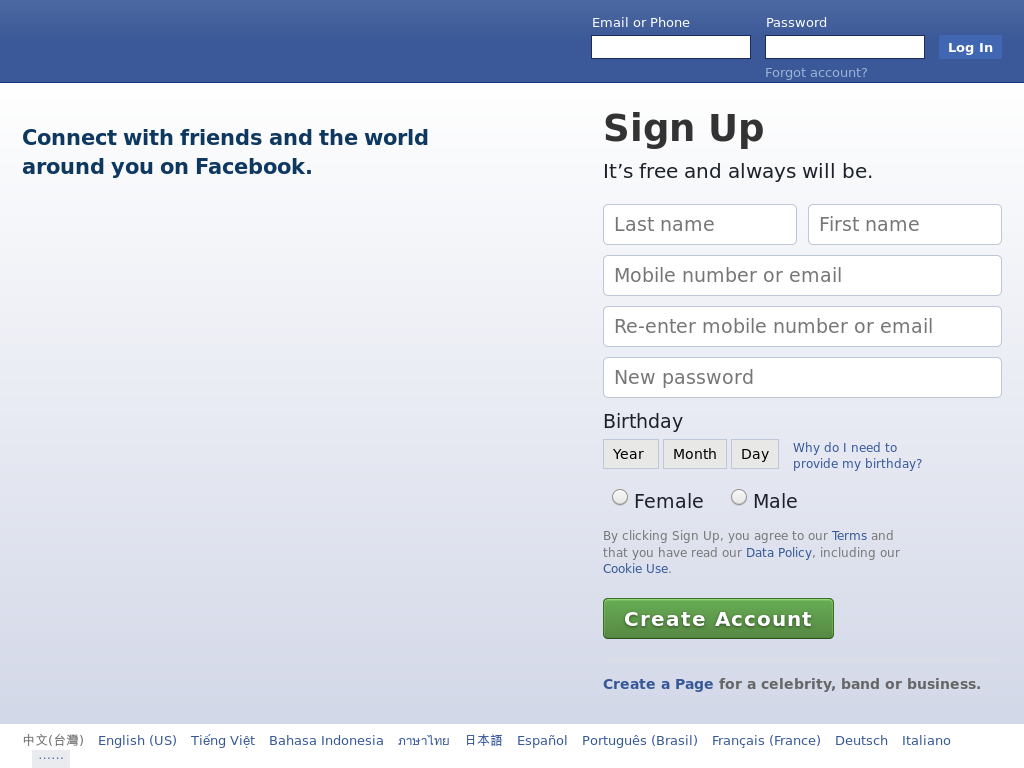 Email or Phone
Password
Log In
Forgot account?
Connect with friends and the world
around you on Facebook.
Sign Up
It’s free and always will be.
Last name
First name
Mobile number or email
Re-enter mobile number or email
New password
Birthday
Year
Month
Day
Why do I need to
provide my birthday?
Female
Male
By clicking Sign Up, you agree to our Terms and
that you have read our Data Policy, including our
Cookie Use.
Create Account
Create a Page for a celebrity, band or business.
中文(台灣) English (US) Tiếng Việt Bahasa Indonesia ภาษาไทย 日本語 Español Português (Brasil) Français (France) Deutsch Italiano
······